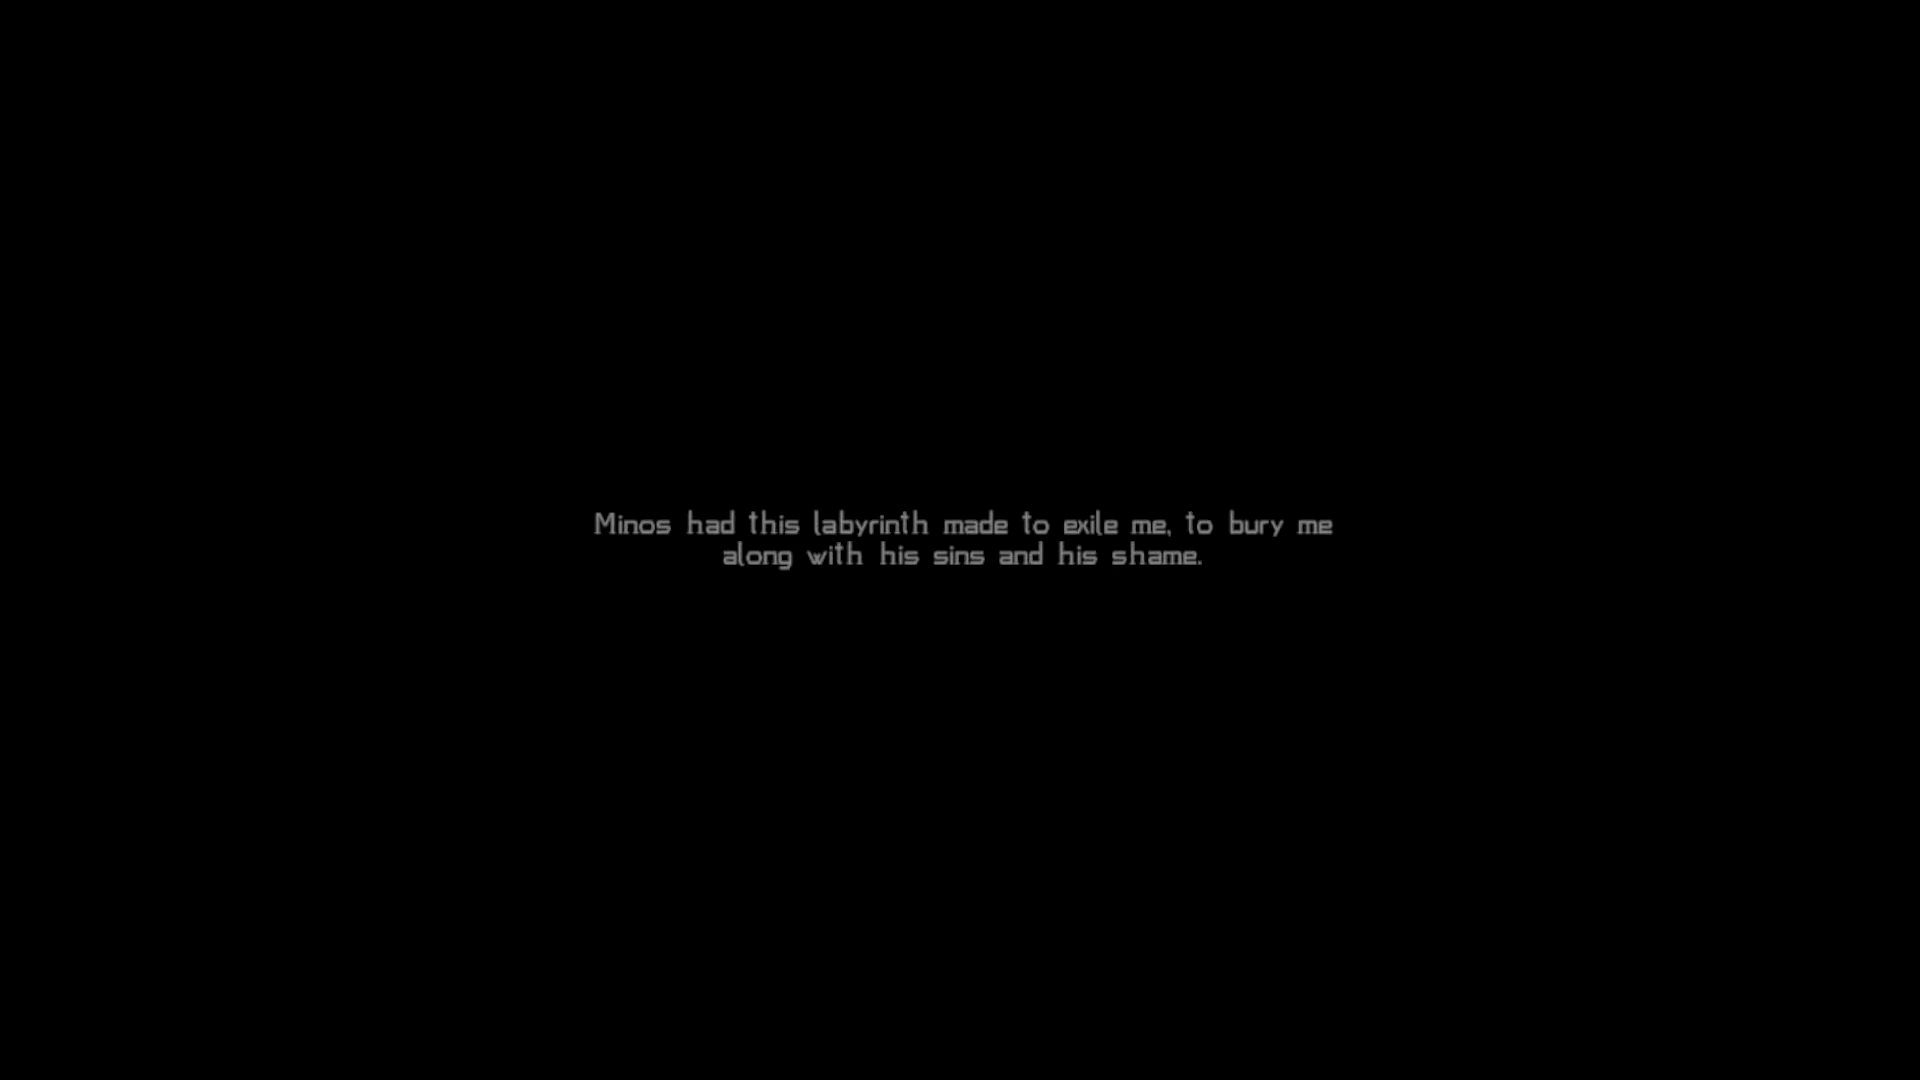 Minos had this labyrinth made to exile me, to bury me
along with his sins and his shame.